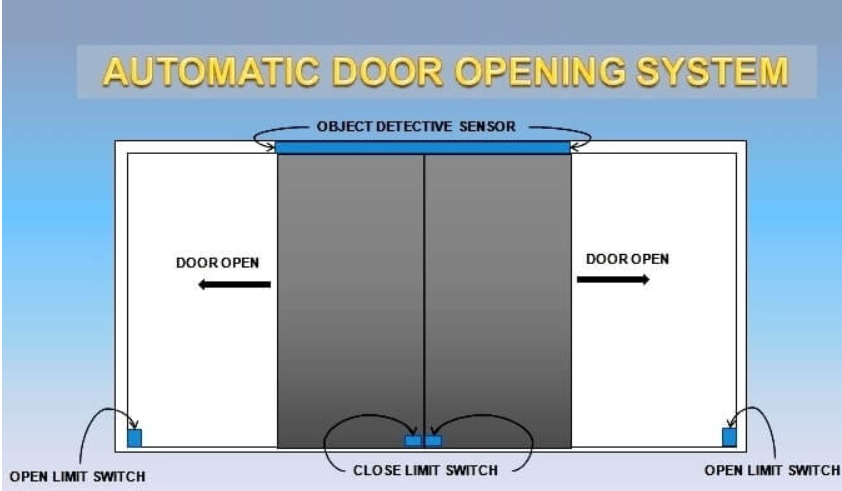 AUTOMATIC DOOR OPENING SYSTEM
OBJECT DETECTIVE SENSOR
DOOR OPEN
DOOR OPEN
OPEN LIMIT SWITCH
CLOSE LIMIT SWITCH
OPEN LIMIT SWITCH